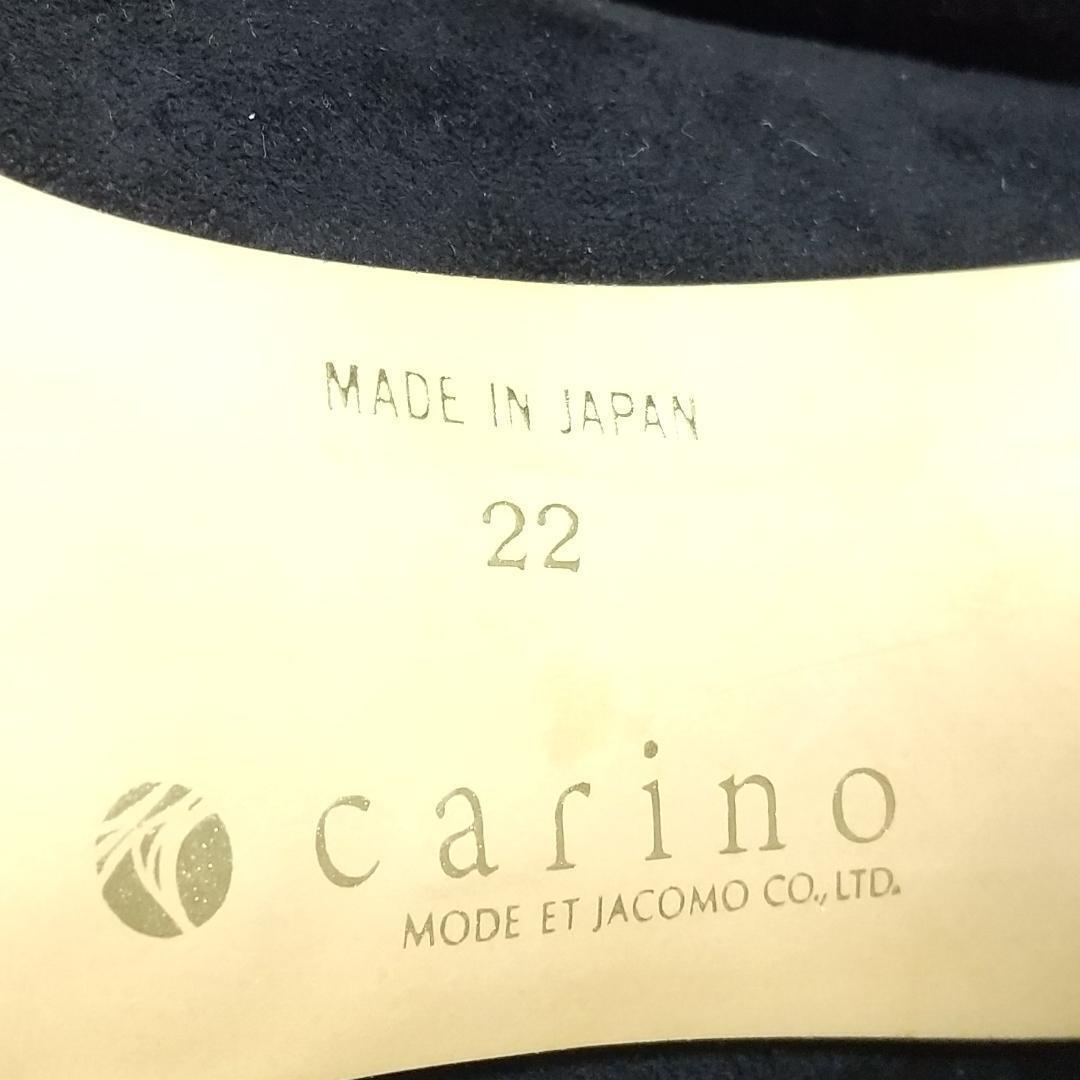 MADE IN JAPAN
22
carino
MODE ET JACOMO CO., LTD.